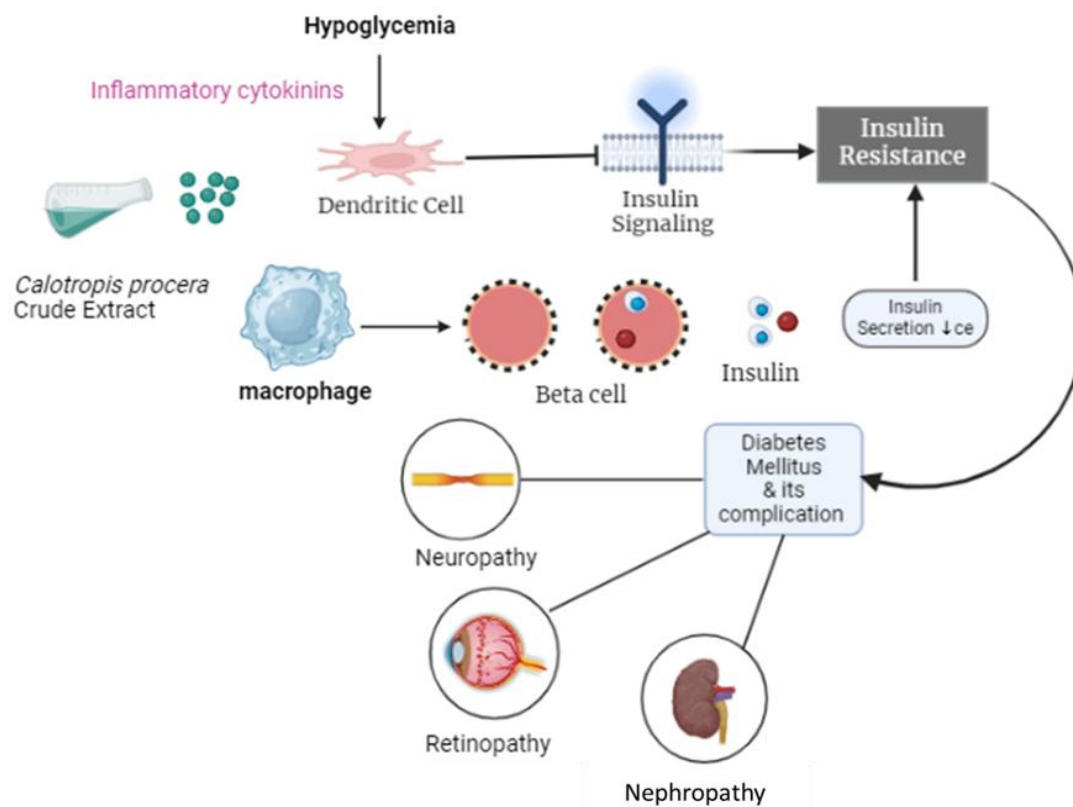 Hypoglycemia
Inflammatory cytokinins
Dendritic Cell
Insulin
Signaling
Insulin
Resistance
Calotropis procera
Crude Extract
macrophage
Beta cell
Insulin
Insulin
Secretion ↓ce
Diabetes
Mellitus
& its
complication
Neuropathy
Retinopathy
Nephropathy